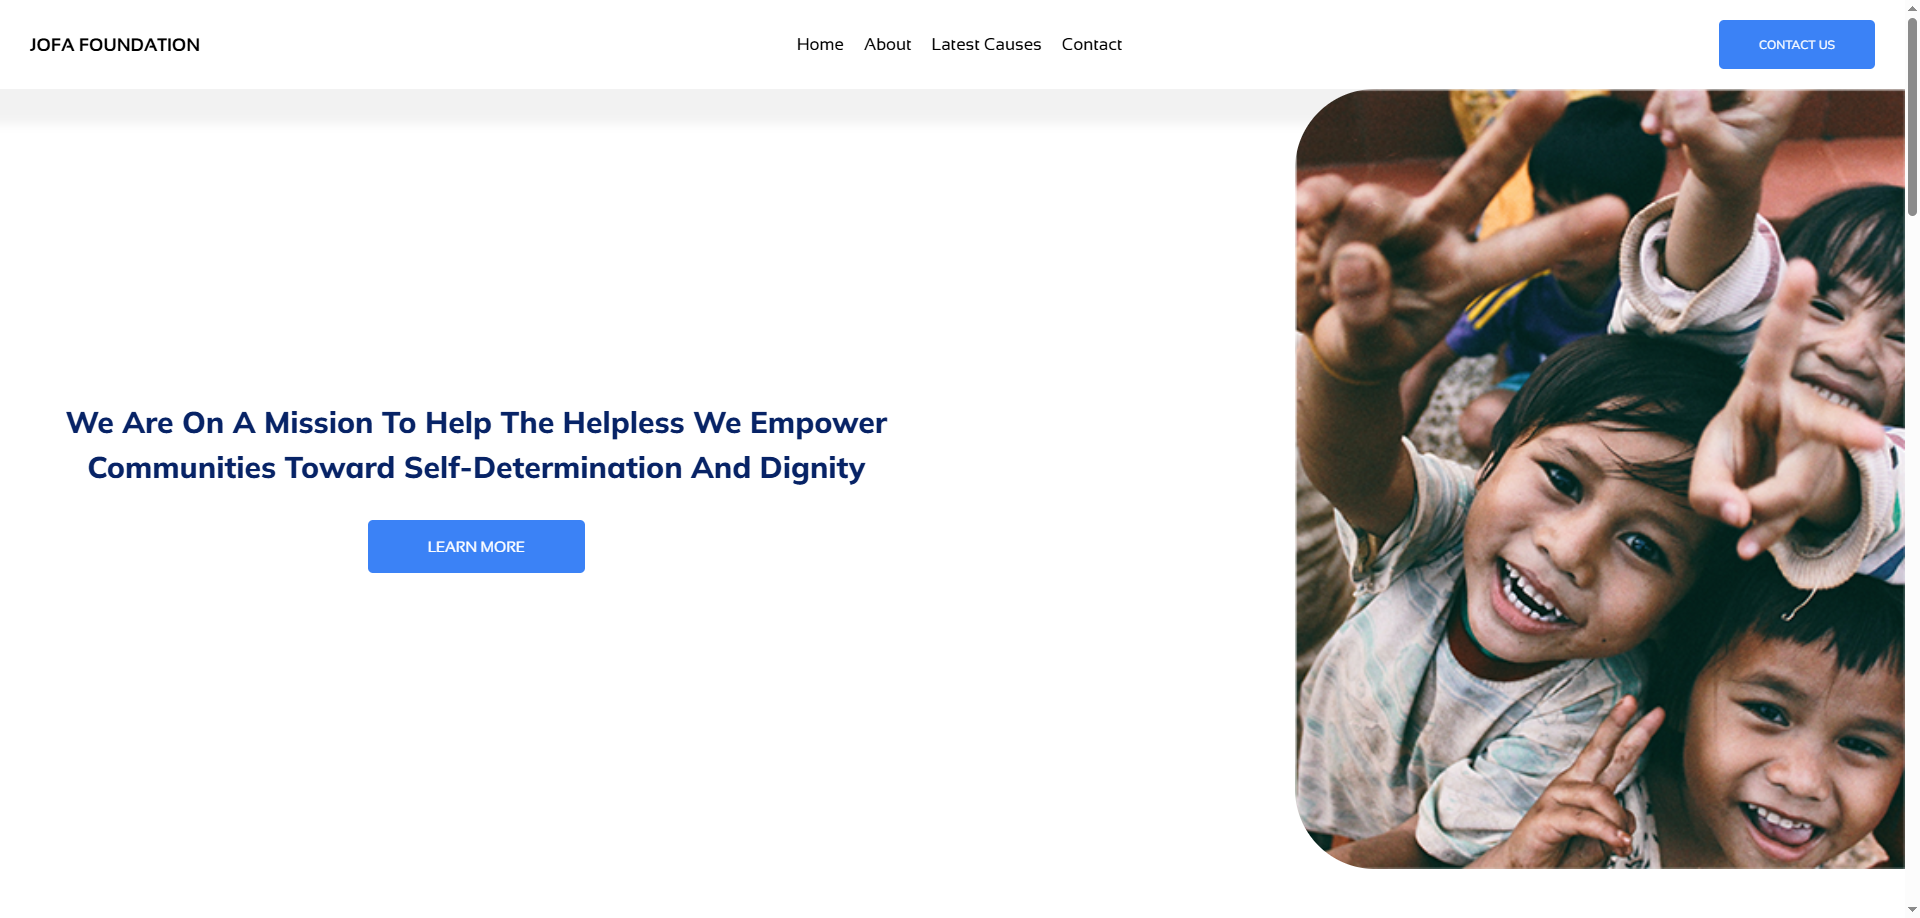 JOFA FOUNDATION
Home About Latest Causes Contact
CONTACT US
We Are On A Mission To Help The Helpless We Empower
Communities Toward Self-Determination And Dignity
LEARN MORE